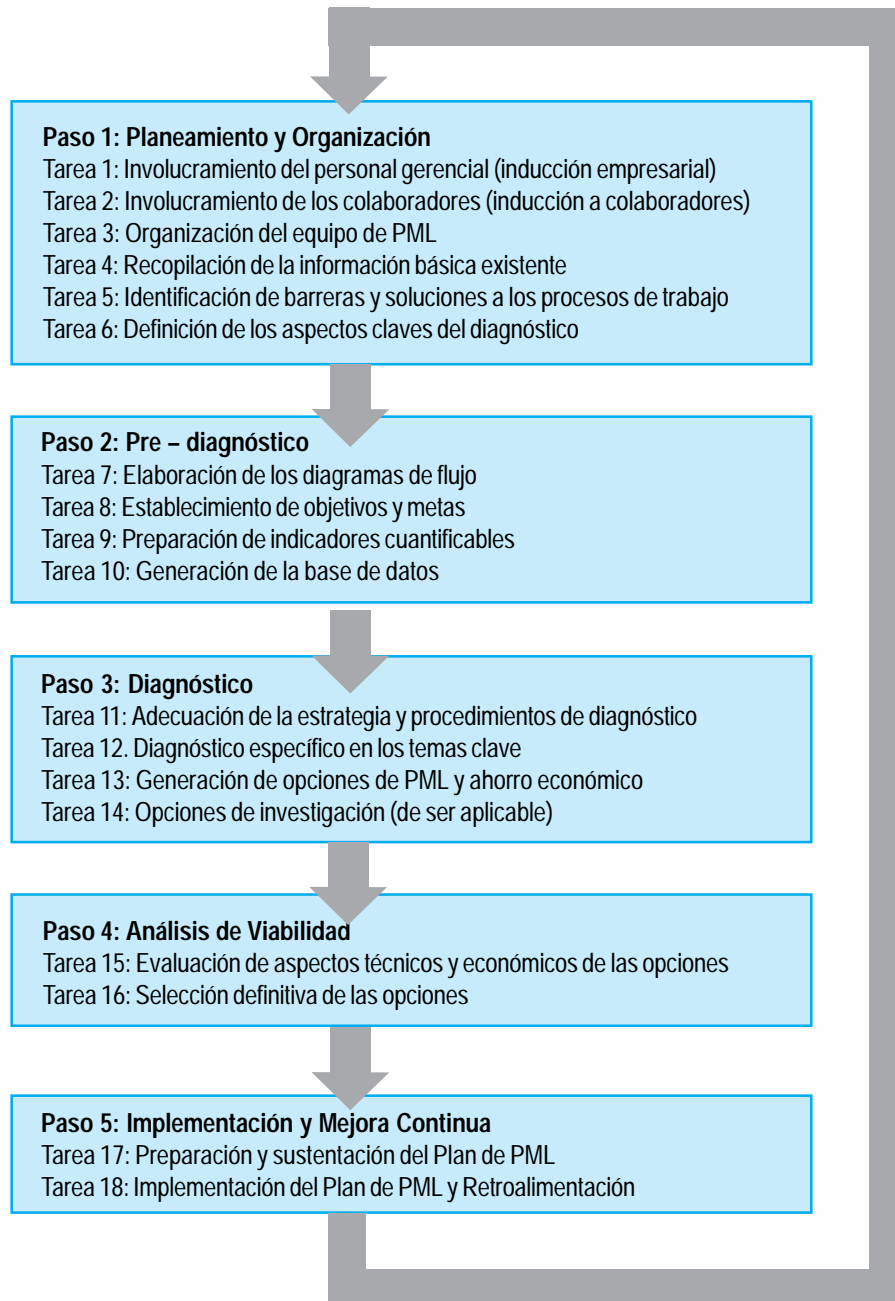 Paso 1: Planeamiento y Organización
Tarea 1: Involucramiento del personal gerencial (inducción empresarial)
Tarea 2: Involucramiento de los colaboradores (inducción a colaboradores)
Tarea 3: Organización del equipo de PML
Tarea 4: Recopilación de la información básica existente
Tarea 5: Identificación de barreras y soluciones a los procesos de trabajo
Tarea 6: Definición de los aspectos claves del diagnóstico
Paso 2: Pre – diagnóstico
Tarea 7: Elaboración de los diagramas de flujo
Tarea 8: Establecimiento de objetivos y metas
Tarea 9: Preparación de indicadores cuantificables
Tarea 10: Generación de la base de datos
Paso 3: Diagnóstico
Tarea 11: Adecuación de la estrategia y procedimientos de diagnóstico
Tarea 12. Diagnóstico específico en los temas clave
Tarea 13: Generación de opciones de PML y ahorro económico
Tarea 14: Opciones de investigación (de ser aplicable)
Paso 4: Análisis de Viabilidad
Tarea 15: Evaluación de aspectos técnicos y económicos de las opciones
Tarea 16: Selección definitiva de las opciones
Paso 5: Implementación y Mejora Continua
Tarea 17: Preparación y sustentación del Plan de PML
Tarea 18: Implementación del Plan de PML y Retroalimentación